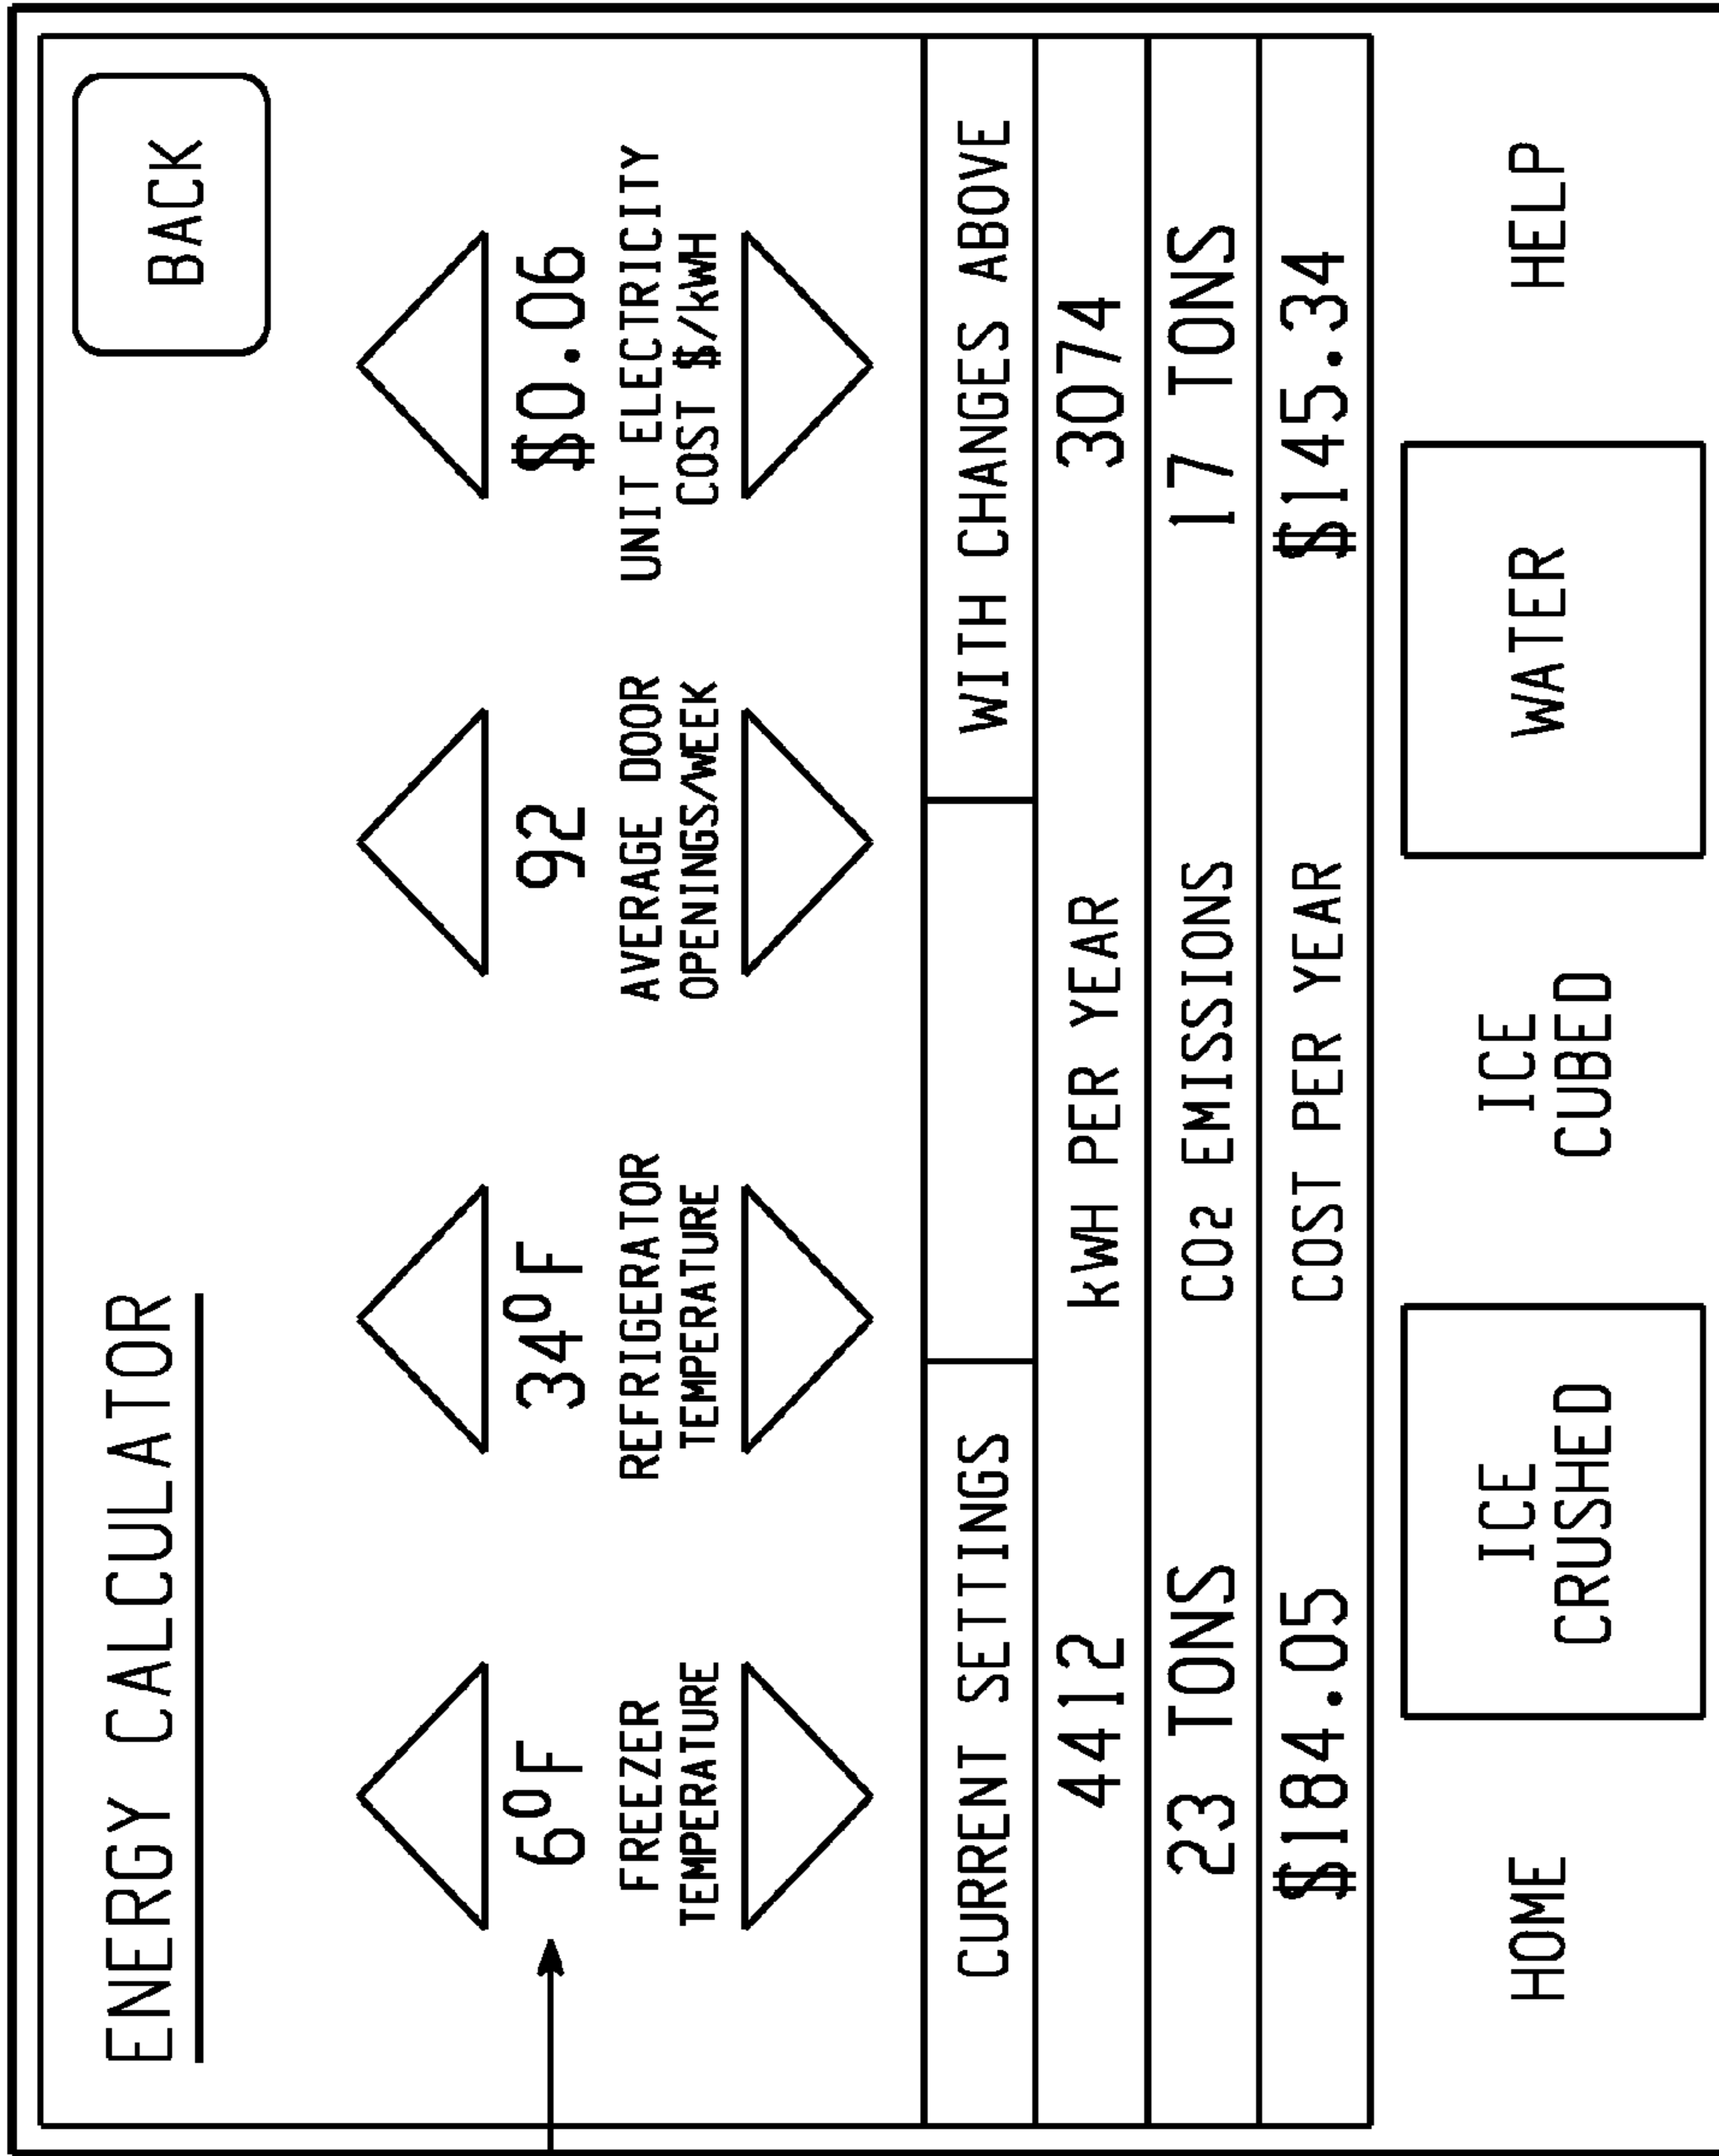 ENERGY CALCULATOR
BACK
6°F 34°F 92 $0.06
FREEZER TEMPERATURE
REFRIGERATOR TEMPERATURE
AVERAGE DOOR OPENINGS/WEEK
UNIT ELECTRICITY COST $/kWH
CURRENT SETTINGS WITH CHANGES ABOVE
4412 kWH PER YEAR 3074
23 TONS CO₂ EMISSIONS 17 TONS
$184.05 COST PER YEAR $145.34
HOME
ICE
CRUSHED
ICE
CUBED
WATER
HELP